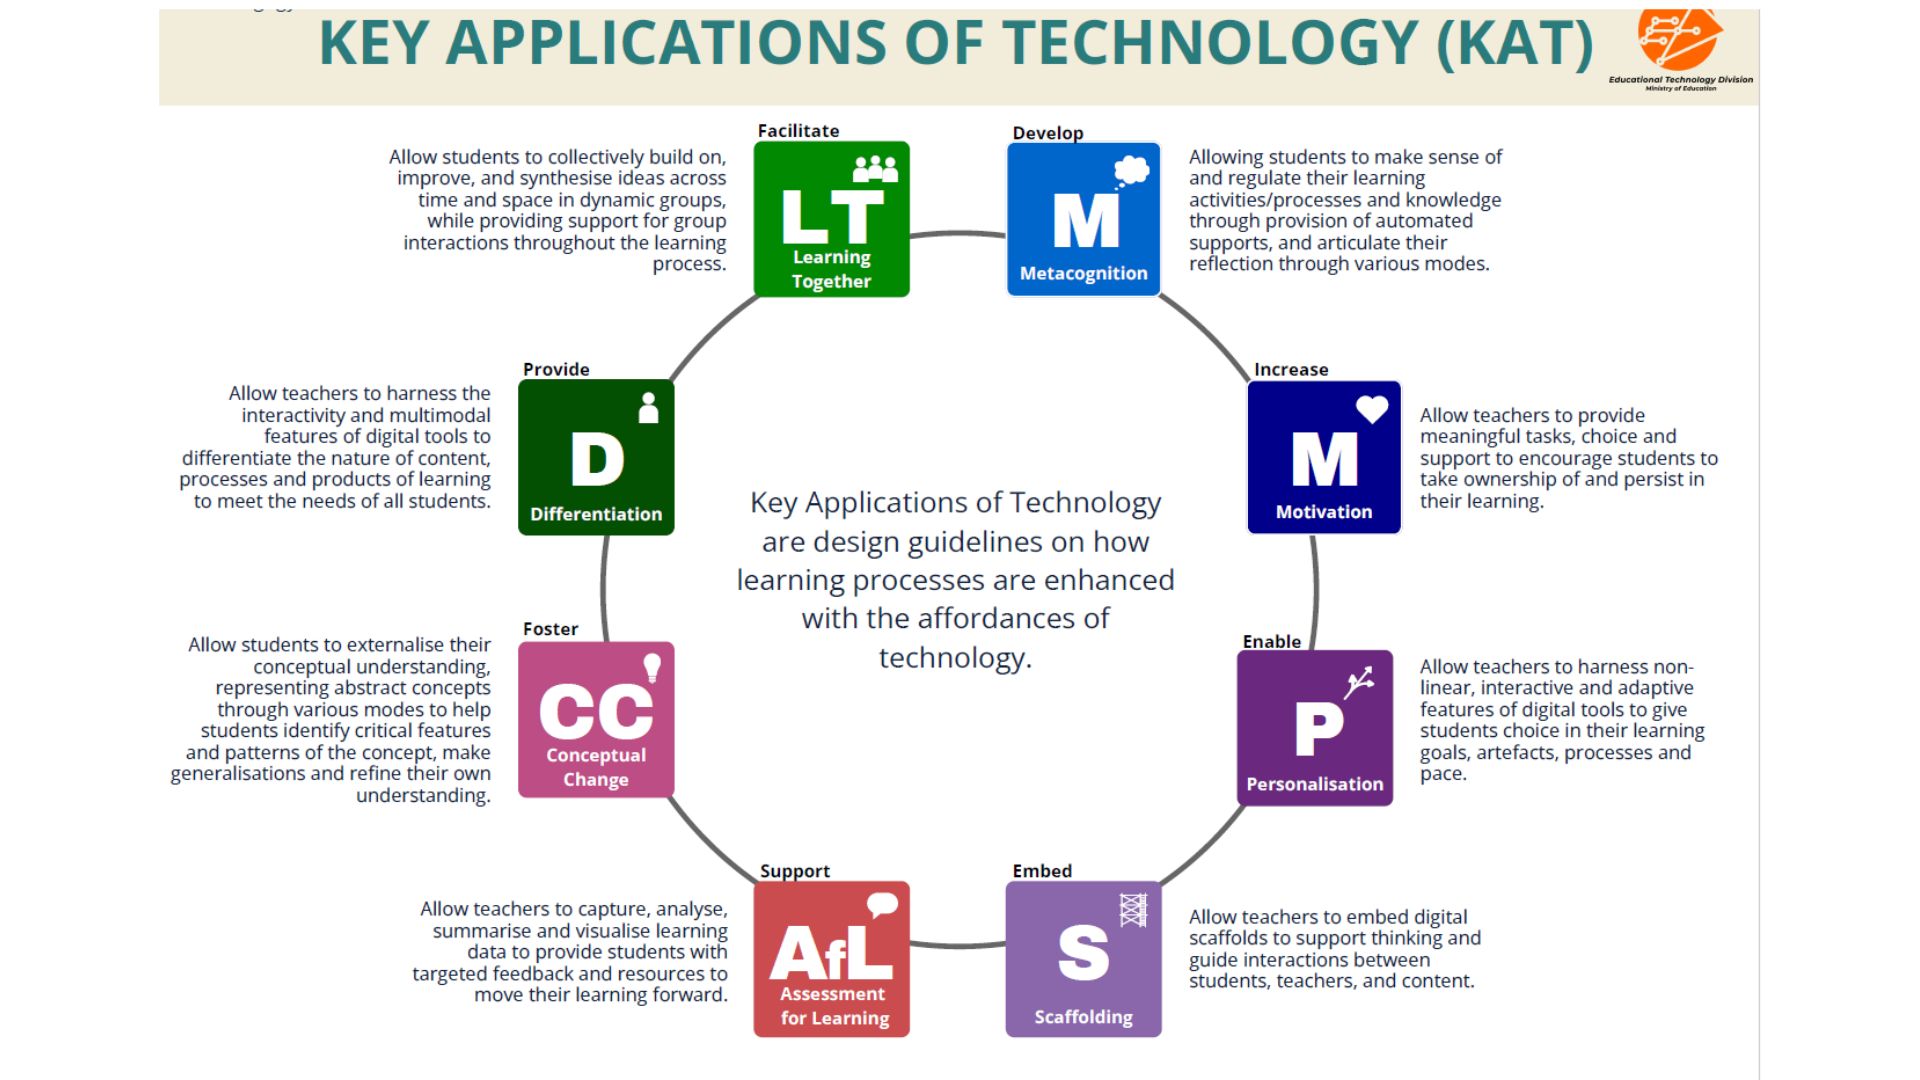 KEY APPLICATIONS OF TECHNOLOGY (KAT)
Educational Technology Division
Ministry of Education
Facilitate
LT
Learning
Together
Allow students to collectively build on,
improve, and synthesise ideas across
time and space in dynamic groups,
while providing support for group
interactions throughout the learning
process.
Develop
M
Metacognition
Allowing students to make sense of
and regulate their learning
activities/processes and knowledge
through provision of automated
supports, and articulate their
reflection through various modes.
Provide
D
Differentiation
Allow teachers to harness the
interactivity and multimodal
features of digital tools to
differentiate the nature of content,
processes and products of learning
to meet the needs of all students.
Increase
M
Motivation
Allow teachers to provide
meaningful tasks, choice and
support to encourage students to
take ownership of and persist in
their learning.
Key Applications of Technology
are design guidelines on how
learning processes are enhanced
with the affordances of
technology.
Foster
CC
Conceptual
Change
Allow students to externalise their
conceptual understanding,
representing abstract concepts
through various modes to help
students identify critical features
and patterns of the concept, make
generalisations and refine their own
understanding.
Enable
P
Personalisation
Allow teachers to harness non-
linear, interactive and adaptive
features of digital tools to give
students choice in their learning
goals, artefacts, processes and
pace.
Support
AfL
Assessment
for Learning
Allow teachers to capture, analyse,
summarise and visualise learning
data to provide students with
targeted feedback and resources to
move their learning forward.
Embed
S
Scaffolding
Allow teachers to embed digital
scaffolds to support thinking and
guide interactions between
students, teachers, and content.